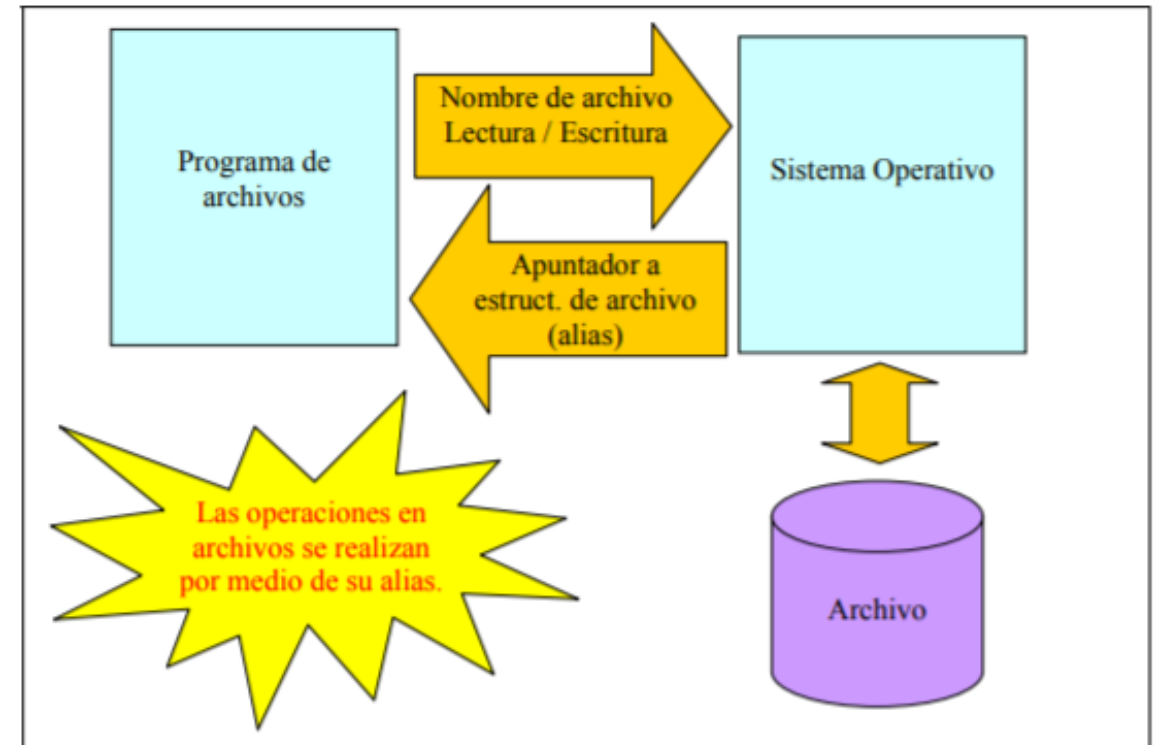 Programa de
archivos
Nombre de archivo
Lectura / Escritura
Sistema Operativo
Apuntador a
estruct. de archivo
(alias)
Las operaciones en
archivos se realizan
por medio de su alias.
Archivo